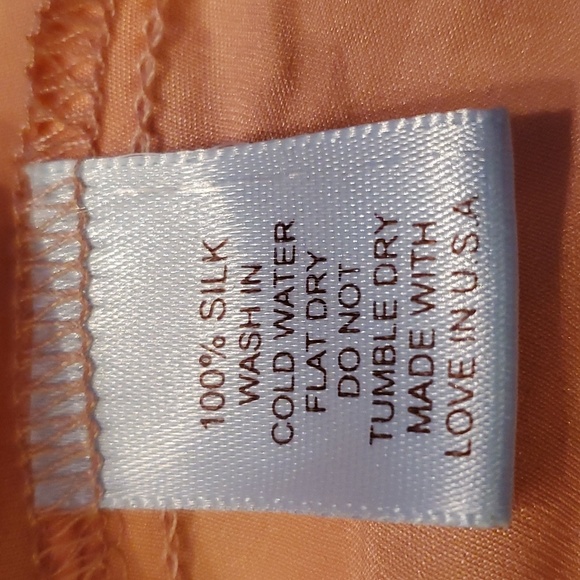 100% SILK
WASH IN
COLD WATER
FLAT DRY
DO NOT
TUMBLE DRY
MADE WITH
LOVE IN U.S.A